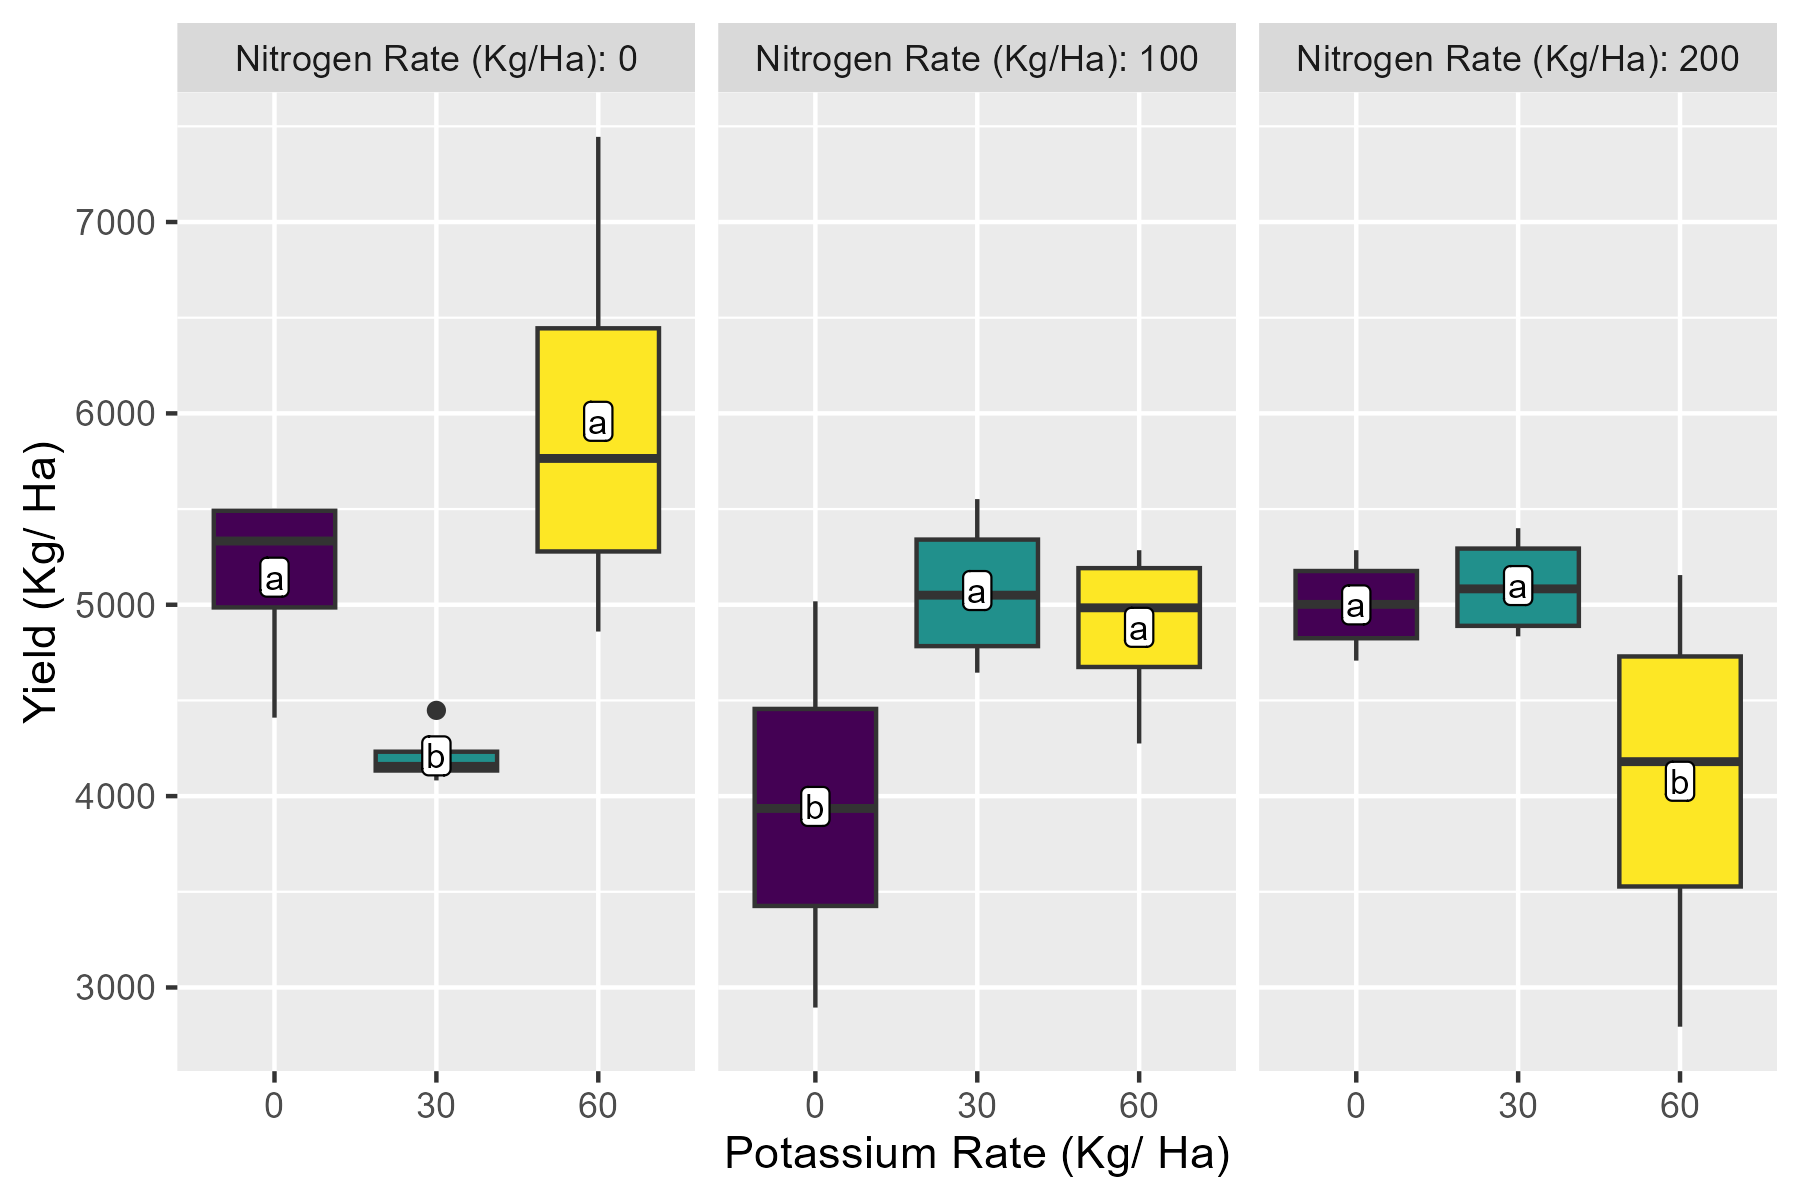 Nitrogen Rate (Kg/Ha): 0
Nitrogen Rate (Kg/Ha): 100
Nitrogen Rate (Kg/Ha): 200
Yield (Kg/ Ha)
7000
6000
5000
4000
3000
a
b
a
b
a
a
a
a
b
0
30
60
0
30
60
0
30
60
Potassium Rate (Kg/ Ha)